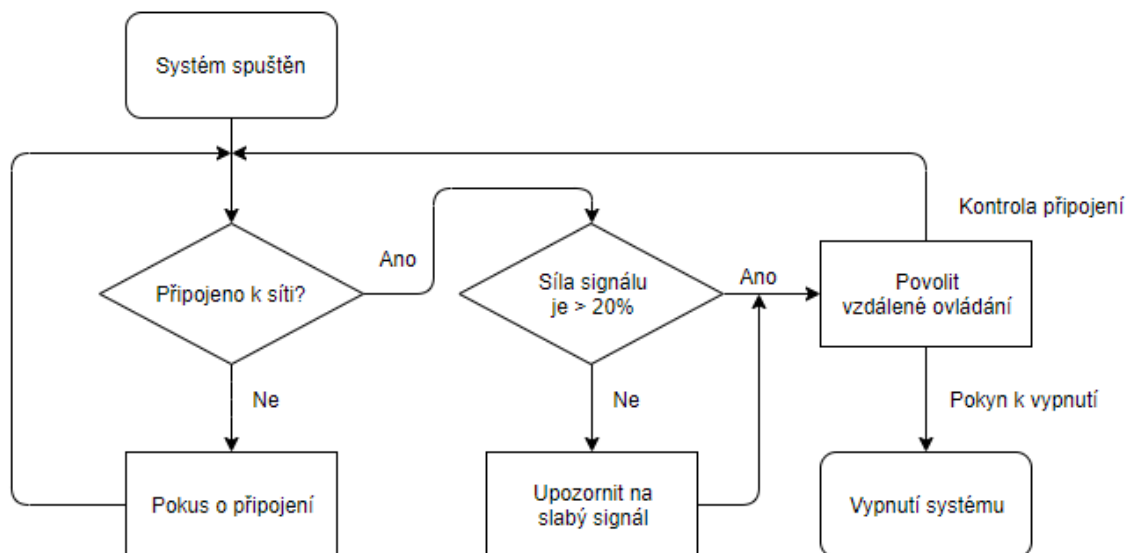 Systém spuštěn
Kontrola připojení
Ano
Připojeno k síti?
Síla signálu
je > 20%
Ano
Povolit
vzdálené ovládání
Ne
Ne
Pokyn k vypnutí
Pokus o připojení
Upozornit na
slabý signál
Vypnutí systému